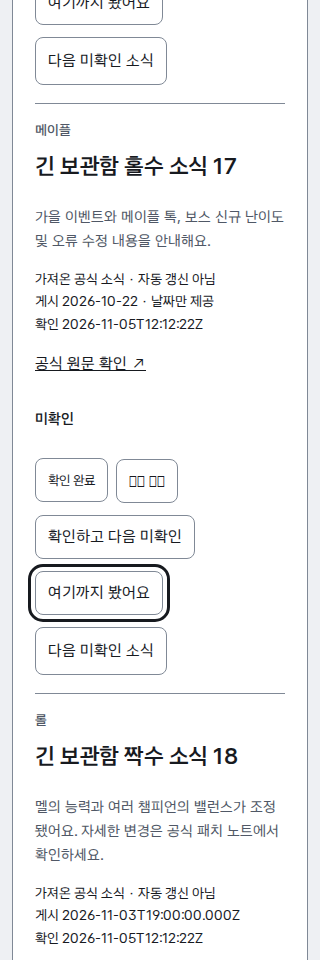 여기까지 봤어요
다음 미확인 소식
메이플
긴 보관함 홀수 소식 17
가을 이벤트와 메이플 톡, 보스 신규 난이도
및 오류 수정 내용을 안내해요.
가져온 공식 소식 · 자동 갱신 아님
게시 2026-10-22 · 날짜만 제공
확인 2026-11-05T12:12:22Z
공식 원문 확인 ↗
미확인
확인 완료
확인하고 다음 미확인
여기까지 봤어요
다음 미확인 소식
롤
긴 보관함 짝수 소식 18
멜의 능력과 여러 챔피언의 밸런스가 조정
됐어요. 자세한 변경은 공식 패치 노트에서
확인하세요.
가져온 공식 소식 · 자동 갱신 아님
게시 2026-11-03T19:00:00.000Z
확인 2026-11-05T12:12:22Z